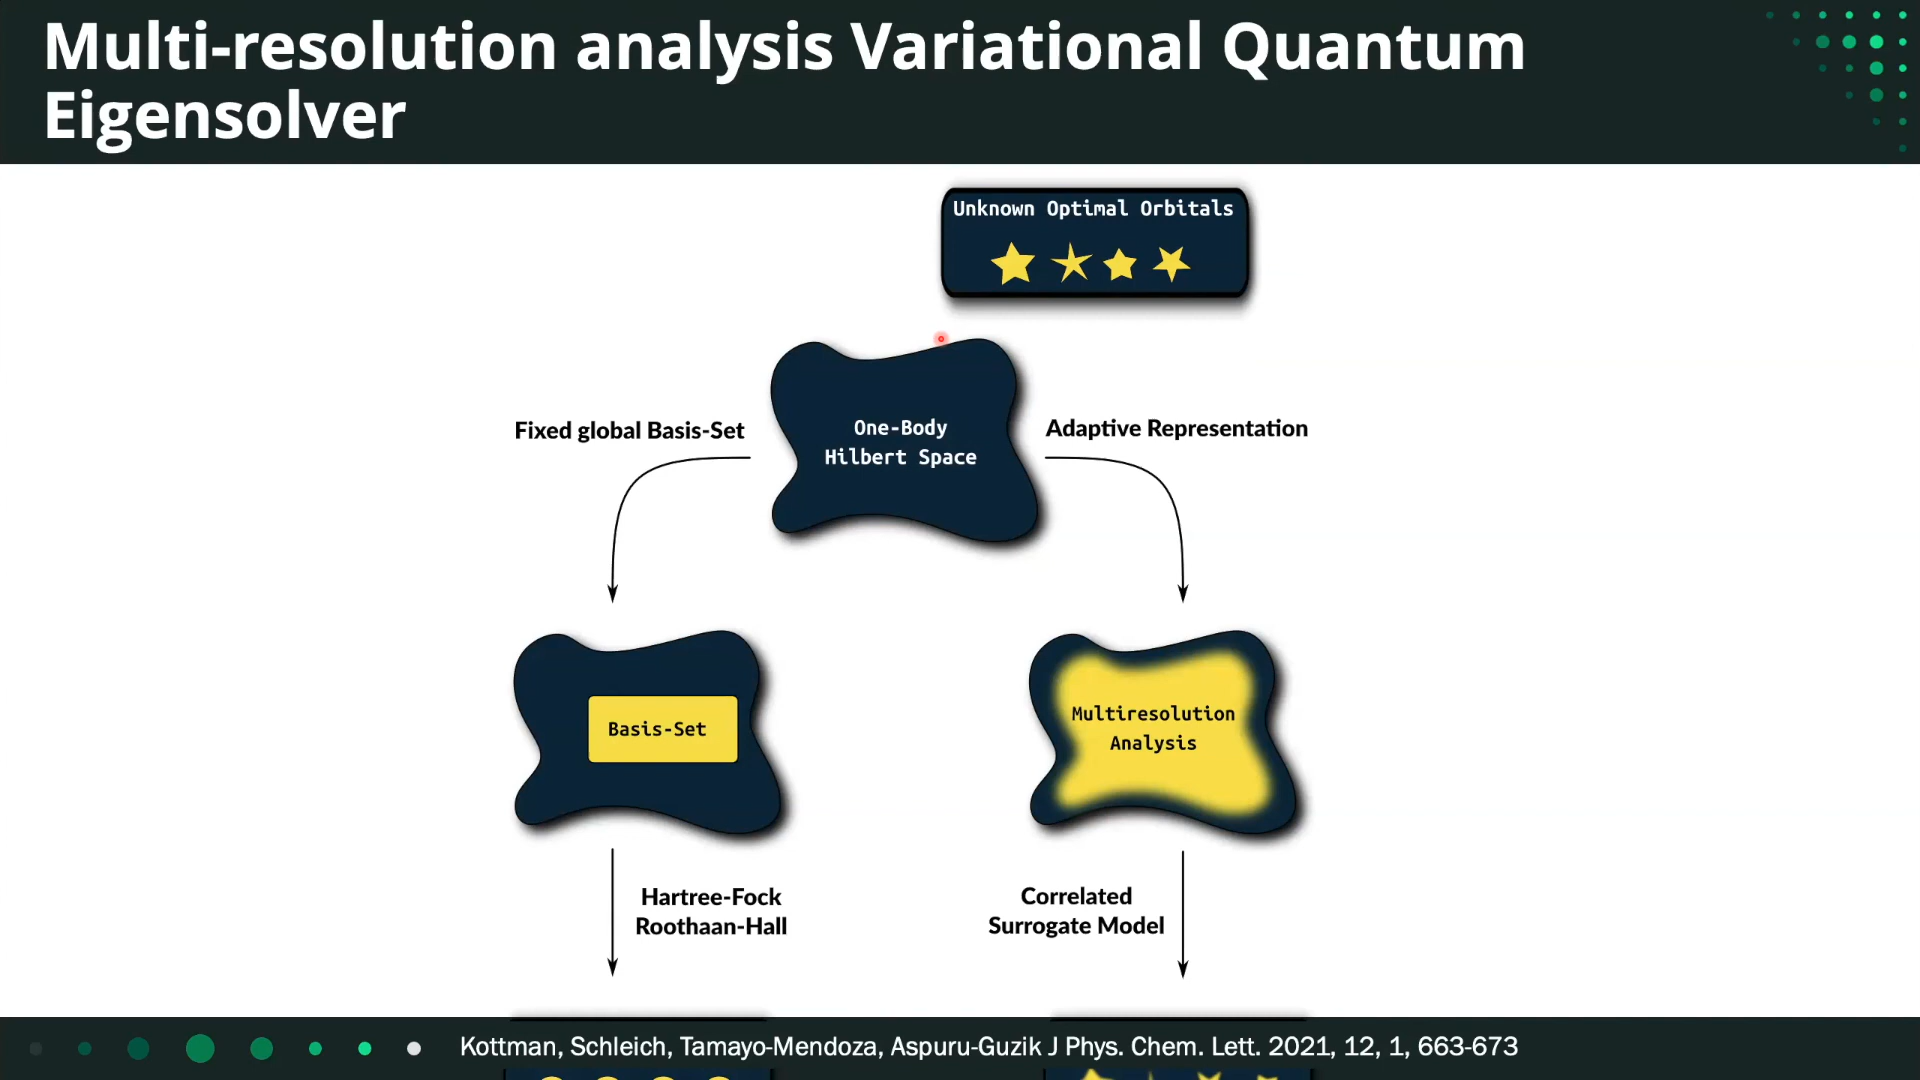 Multi-resolution analysis Variational Quantum
Eigensolver
Unknown Optimal Orbitals
One-Body
Hilbert Space
Fixed global Basis-Set
Adaptive Representation
Basis-Set
Multiresolution
Analysis
Hartree-Fock
Roothaan-Hall
Correlated
Surrogate Model
Kottman, Schleich, Tamayo-Mendoza, Aspuru-Guzik J Phys. Chem. Lett. 2021, 12, 1, 663-673